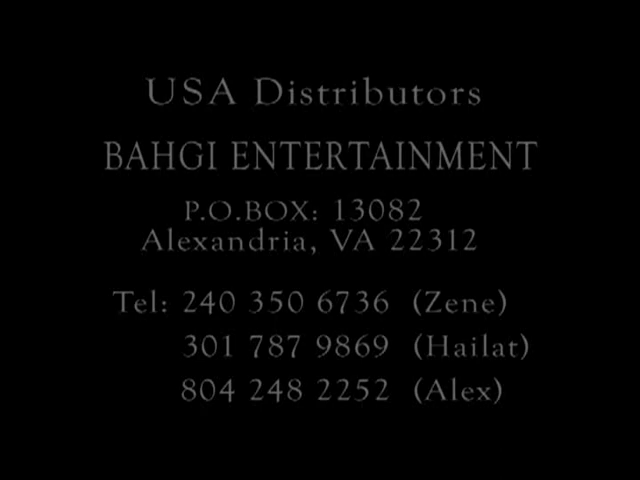 USA Distributors
BAHGI ENTERTAINMENT
P.O.BOX: 13082
Alexandria, VA 22312
Tel: 240 350 6736 (Zene)
301 787 9869 (Hailat)
804 248 2252 (Alex)